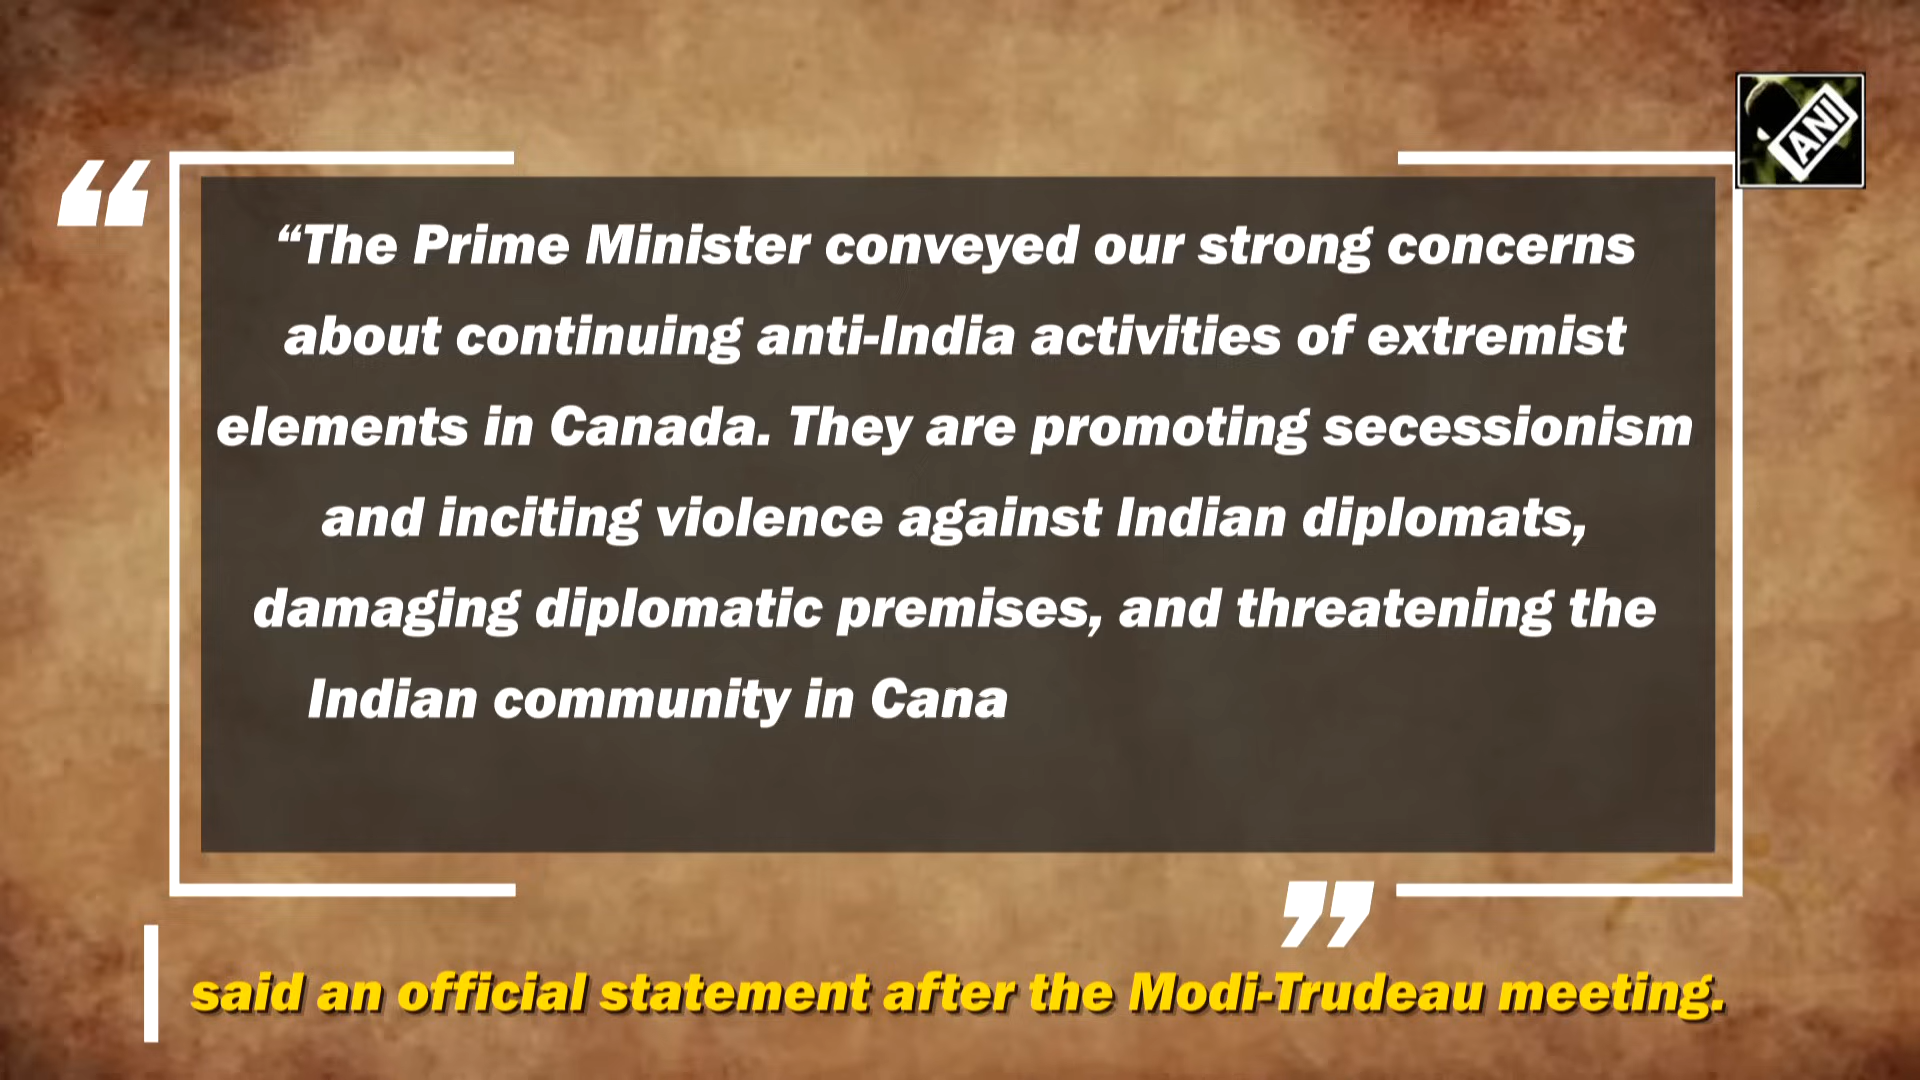 ANI
“The Prime Minister conveyed our strong concerns
about continuing anti-India activities of extremist
elements in Canada. They are promoting secessionism
and inciting violence against Indian diplomats,
damaging diplomatic premises, and threatening the
Indian community in Cana
”
said an official statement after the Modi-Trudeau meeting.